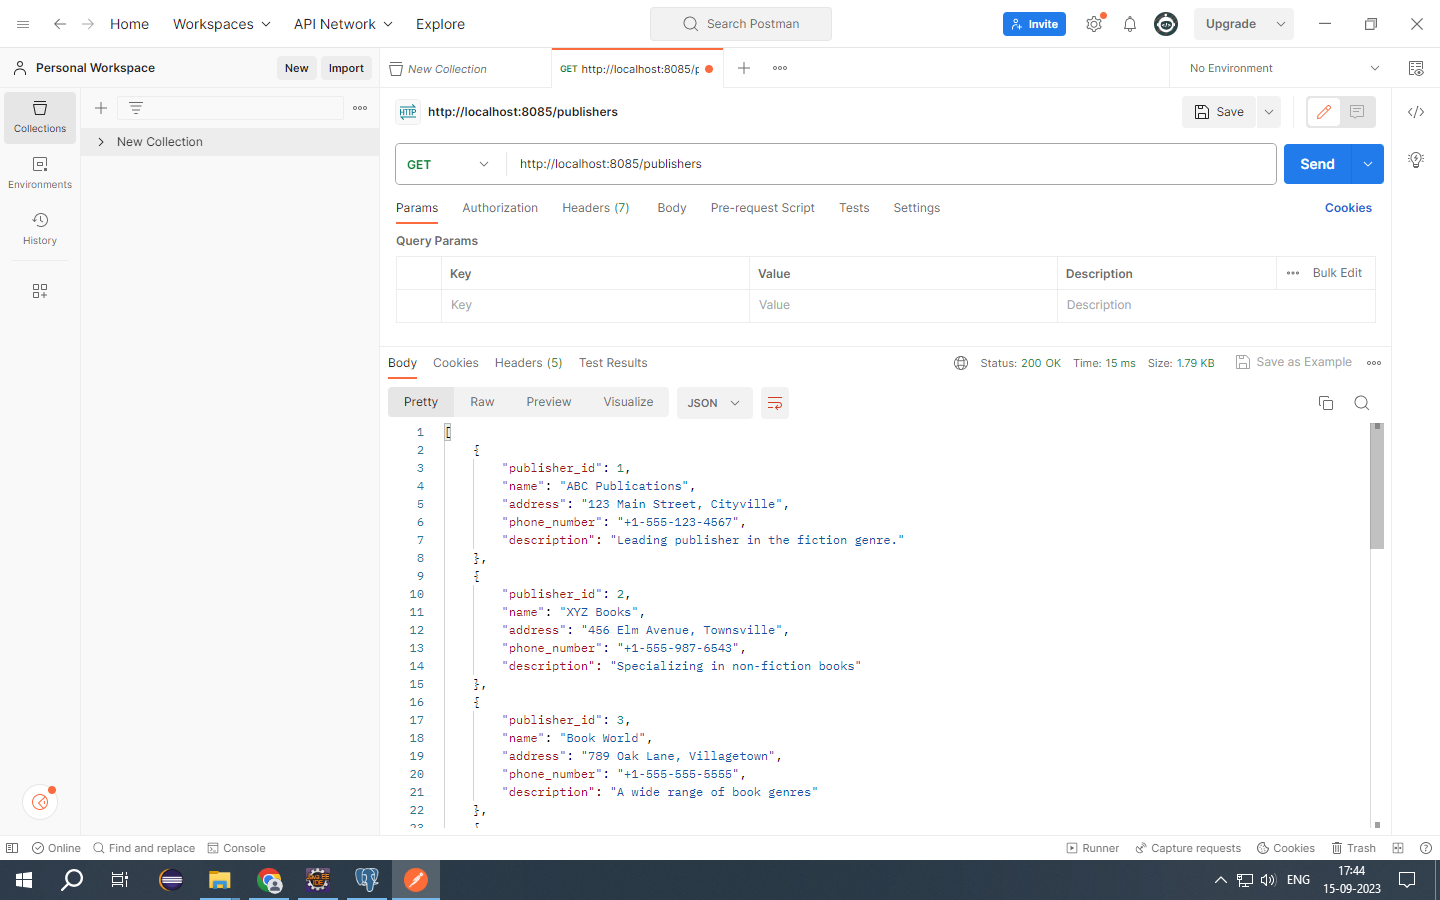 Home
Workspaces
API Network
Explore
Search Postman
Invite
Upgrade
Personal Workspace
New
Import
New Collection
GET http://localhost:8085/p
No Environment
Collections
New Collection
Environments
History
HTTP
http://localhost:8085/publishers
Save
GET
http://localhost:8085/publishers
Send
Params
Authorization
Headers (7)
Body
Pre-request Script
Tests
Settings
Cookies
Query Params
Key
Value
Description
Bulk Edit
Key
Value
Description
Body
Cookies
Headers (5)
Test Results
Status: 200 OK
Time: 15 ms
Size: 1.79 KB
Save as Example
Pretty
Raw
Preview
Visualize
JSON
1 [
2 {
3 "publisher_id": 1,
4 "name": "ABC Publications",
5 "address": "123 Main Street, Cityville",
6 "phone_number": "+1-555-123-4567",
7 "description": "Leading publisher in the fiction genre."
8 },
9 {
10 "publisher_id": 2,
11 "name": "XYZ Books",
12 "address": "456 Elm Avenue, Townsville",
13 "phone_number": "+1-555-987-6543",
14 "description": "Specializing in non-fiction books"
15 },
16 {
17 "publisher_id": 3,
18 "name": "Book World",
19 "address": "789 Oak Lane, Villagetown",
20 "phone_number": "+1-555-555-5555",
21 "description": "A wide range of book genres"
22 },
23 {
Online
Find and replace
Console
Runner
Capture requests
Cookies
Trash
Java EE
IDE
ENG
17:44
15-09-2023